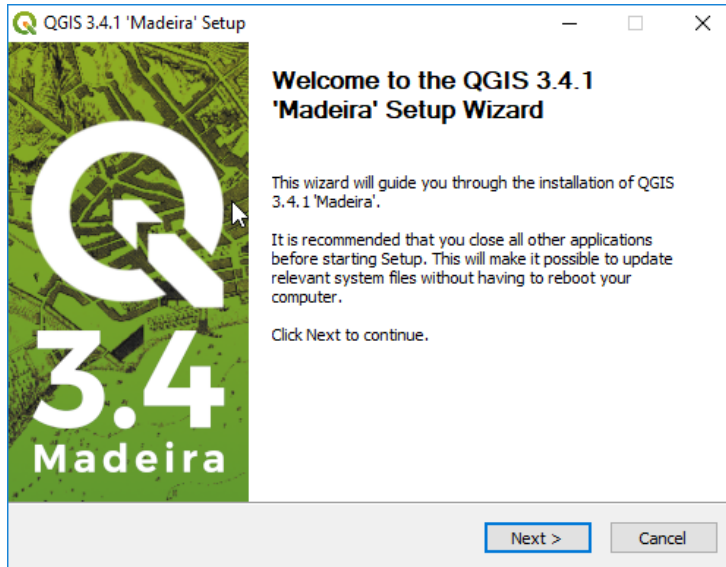 QGIS 3.4.1 'Madeira' Setup
Welcome to the QGIS 3.4.1
'Madeira' Setup Wizard
This wizard will guide you through the installation of QGIS
3.4.1 'Madeira'.
It is recommended that you close all other applications
before starting Setup. This will make it possible to update
relevant system files without having to reboot your
computer.
Click Next to continue.
3.4
Madeira
Next >
Cancel